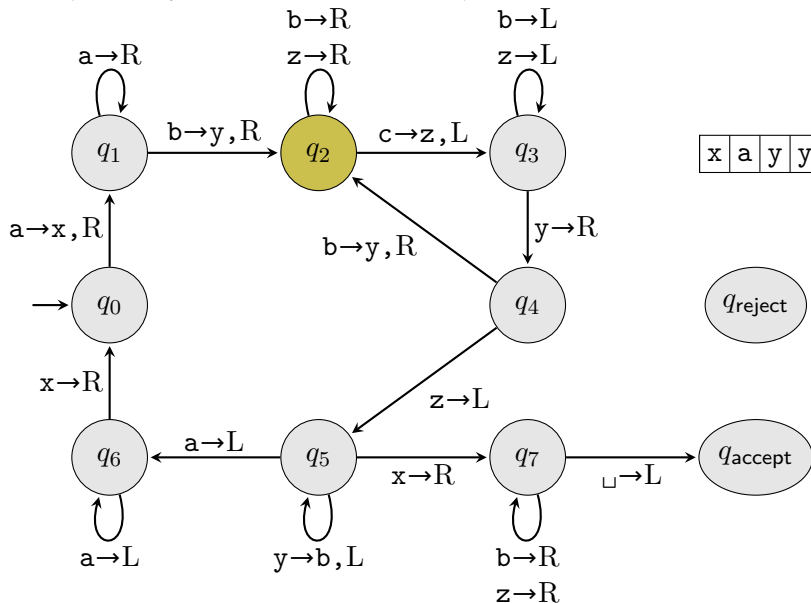 b→R
b→L
a→R
z→R
z→L
q1
b→y,R
q2
c→z,L
q3
x a y y
a→x,R
b→y,R
y→R
q0
q4
qreject
x→R
z→L
q6
a→L
q5
x→R
q7
␣→L
qaccept
a→L
y→b,L
b→R
z→R